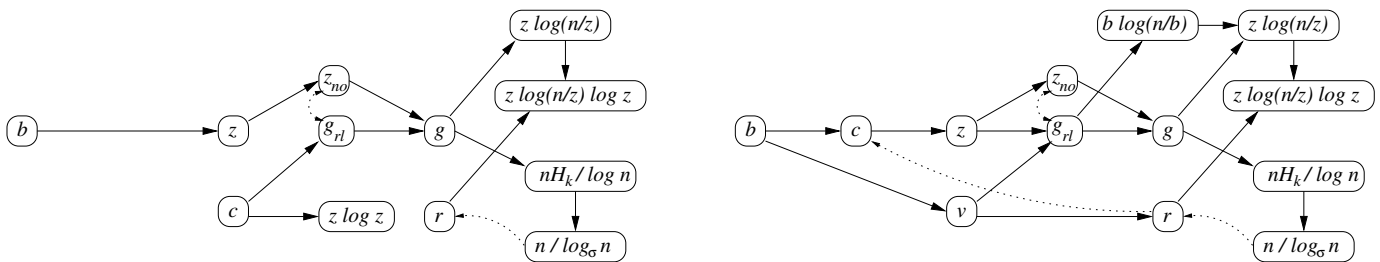 z log(n/z)
z_no
z log(n/z) log z
b
z
g_rl
g
nH_k / log n
c
z log z
r
n / log_σ n
b log(n/b)
z log(n/z)
z_no
z log(n/z) log z
b
c
z
g_rl
g
nH_k / log n
v
r
n / log_σ n